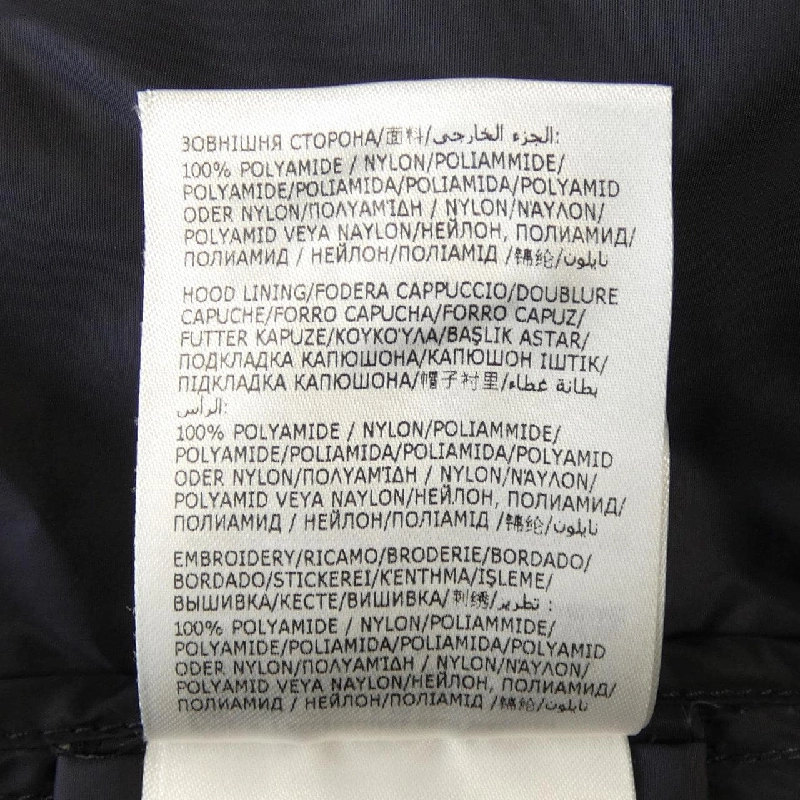 ЗОВНІШНЯ СТОРОНА/面料/الجزء الخارجي:
100% POLYAMIDE / NYLON/POLIAMMIDE/
POLYAMIDE/POLIAMIDA/POLIAMIDA/POLYAMID
ODER NYLON/ΠΟΛΥΑΜΊΔΗ / NYLON/ΝΆΥΛΟΝ/
POLYAMID VEYA NAYLON/НЕЙЛОН, ПОЛИАМИД/
ПОЛИАМИД / НЕЙЛОН/ПОЛІАМІД /锦纶/نايلون
HOOD LINING/FODERA CAPPUCCIO/DOUBLURE
CAPUCHE/FORRO CAPUCHA/FORRO CAPUZ/
FUTTER KAPUZE/ΚΟΥΚΟΎΛΑ/BAŞLIK ASTAR/
ПОДКЛАДКА КАПЮШОНА/КАПЮШОН ІШТІК/
ПІДКЛАДКА КАПЮШОНА/帽子衬里/بطانة غطاء
الرأس:
100% POLYAMIDE / NYLON/POLIAMMIDE/
POLYAMIDE/POLIAMIDA/POLIAMIDA/POLYAMID
ODER NYLON/ΠΟΛΥΑΜΊΔΗ / NYLON/ΝΆΥΛΟΝ/
POLYAMID VEYA NAYLON/НЕЙЛОН, ПОЛИАМИД/
ПОЛИАМИД / НЕЙЛОН/ПОЛІАМІД /锦纶/نايلون
EMBROIDERY/RICAMO/BRODERIE/BORDADO/
BORDADO/STICKEREI/ΚΈΝΤΗΜΑ/IŞLEME/
ВЫШИВКА/КЕСТЕ/ВИШИВКА/刺绣/تطريز :
100% POLYAMIDE / NYLON/POLIAMMIDE/
POLYAMIDE/POLIAMIDA/POLIAMIDA/POLYAMID
ODER NYLON/ΠΟΛΥΑΜΊΔΗ / NYLON/ΝΆΥΛΟΝ/
POLYAMID VEYA NAYLON/НЕЙЛОН, ПОЛИАМИД/
ПОЛИАМИД / НЕЙЛОН/ПОЛІАМІД /锦纶/نايلون